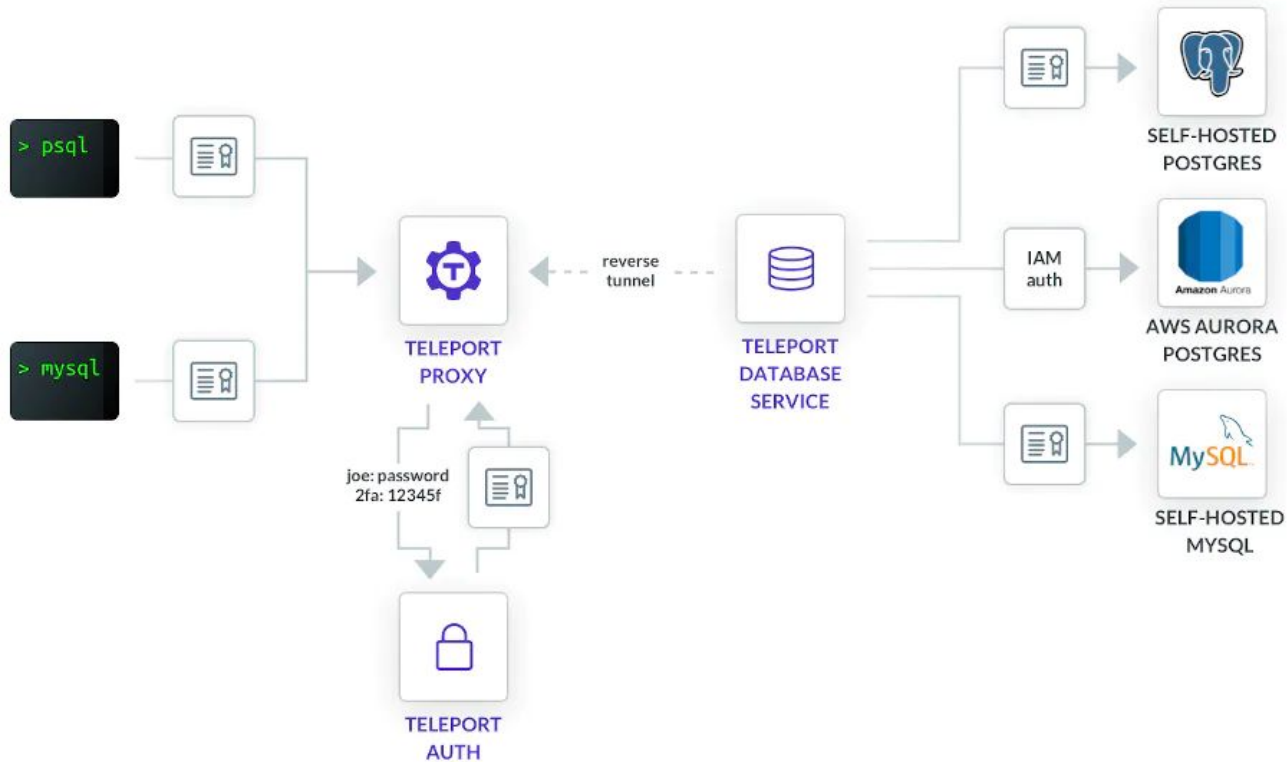 > psql
> mysql
TELEPORT
PROXY
joe: password
2fa: 12345f
TELEPORT
AUTH
reverse
tunnel
TELEPORT
DATABASE
SERVICE
IAM
auth
SELF-HOSTED
POSTGRES
Amazon Aurora
AWS AURORA
POSTGRES
MySQL
SELF-HOSTED
MYSQL